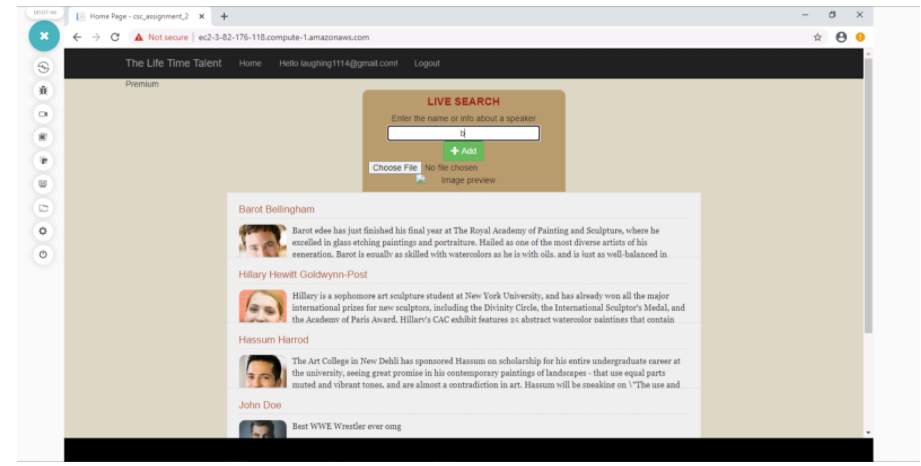 00:07:46
Home Page - csc_assignment_2
Not secure | ec2-3-82-176-118.compute-1.amazonaws.com
The Life Time Talent Home Hello laughing1114@gmail.com! Logout
Premium
LIVE SEARCH
Enter the name or info about a speaker
b
+ Add
Choose File No file chosen
Image preview
Barot Bellingham
Barot edee has just finished his final year at The Royal Academy of Painting and Sculpture, where he
excelled in glass etching paintings and portraiture. Hailed as one of the most diverse artists of his
generation, Barot is equally as skilled with watercolors as he is with oils, and is just as well-balanced in
Hillary Hewitt Goldwynn-Post
Hillary is a sophomore art sculpture student at New York University, and has already won all the major
international prizes for new sculptors, including the Divinity Circle, the International Sculptor's Medal, and
the Academy of Paris Award. Hillary's CAC exhibit features 25 abstract watercolor paintings that contain
Hassum Harrod
The Art College in New Dehli has sponsored Hassum on scholarship for his entire undergraduate career at
the university, seeing great promise in his contemporary paintings of landscapes - that use equal parts
muted and vibrant tones, and are almost a contradiction in art. Hassum will be speaking on \"The use and
John Doe
Best WWE Wrestler ever omg